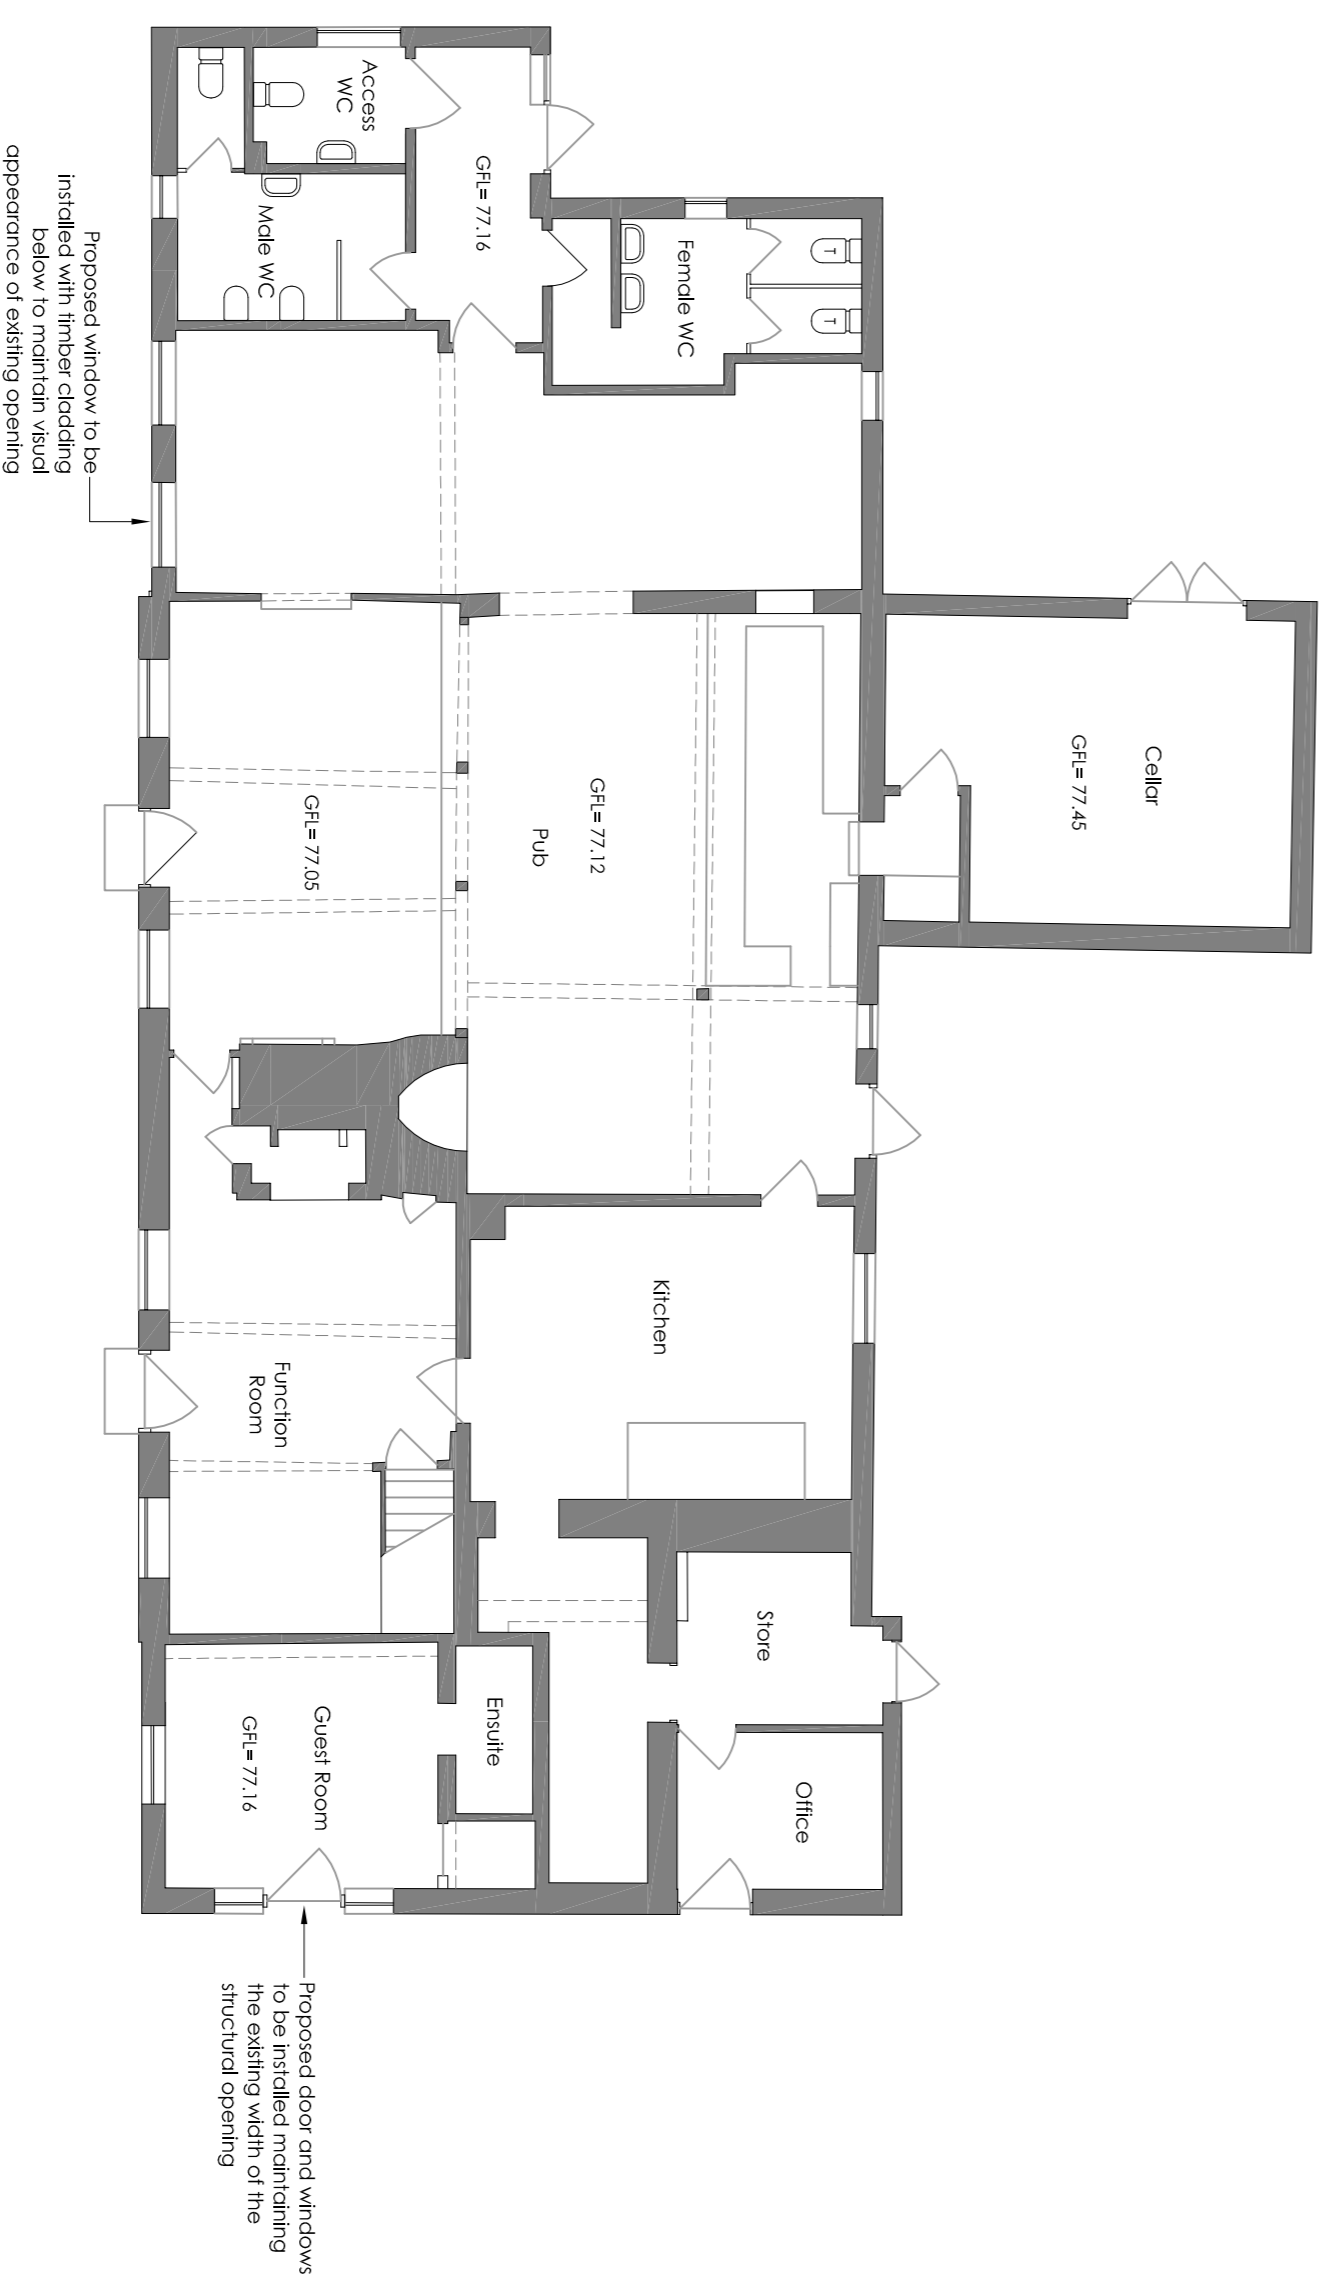 Cellar
GFL= 77.45
T
T
Female WC
GFL= 77.16
Access
WC
Male WC
GFL= 77.12
Pub
GFL= 77.05
Kitchen
Store
Office
Function
Room
Ensuite
Guest Room
GFL= 77.16
Proposed window to be
installed with timber cladding
below to maintain visual
appearance of existing opening
Proposed door and windows
to be installed maintaining
the existing width of the
structural opening